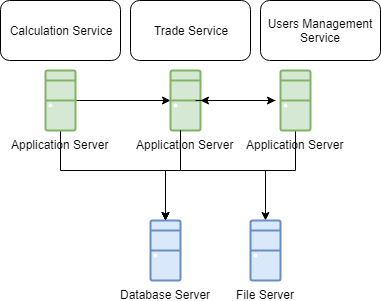 Calculation Service
Trade Service
Users Management
Service
Application Server
Application Server
Application Server
Database Server
File Server